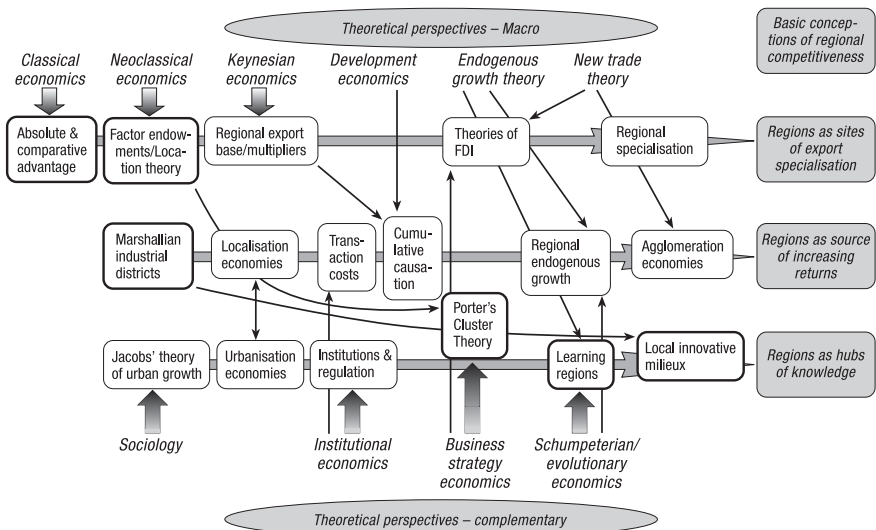 Theoretical perspectives – Macro
Basic concep-
tions of regional
competitiveness
Classical
economics
Neoclassical
economics
Keynesian
economics
Development
economics
Endogenous
growth theory
New trade
theory
Absolute &
comparative
advantage
Factor endow-
ments/Loca-
tion theory
Regional export
base/multipliers
Theories of
FDI
Regional
specialisation
Regions as sites
of export
specialisation
Marshallian
industrial
districts
Localisation
economies
Trans-
action
costs
Cumu-
lative
causa-
tion
Regional
endogenous
growth
Agglomeration
economies
Regions as source
of increasing
returns
Porter's
Cluster
Theory
Jacobs' theory
of urban growth
Urbanisation
economies
Institutions &
regulation
Learning
regions
Local innovative
milieux
Regions as hubs
of knowledge
Sociology
Institutional
economics
Business
strategy
economics
Schumpeterian/
evolutionary
economics
Theoretical perspectives – complementary